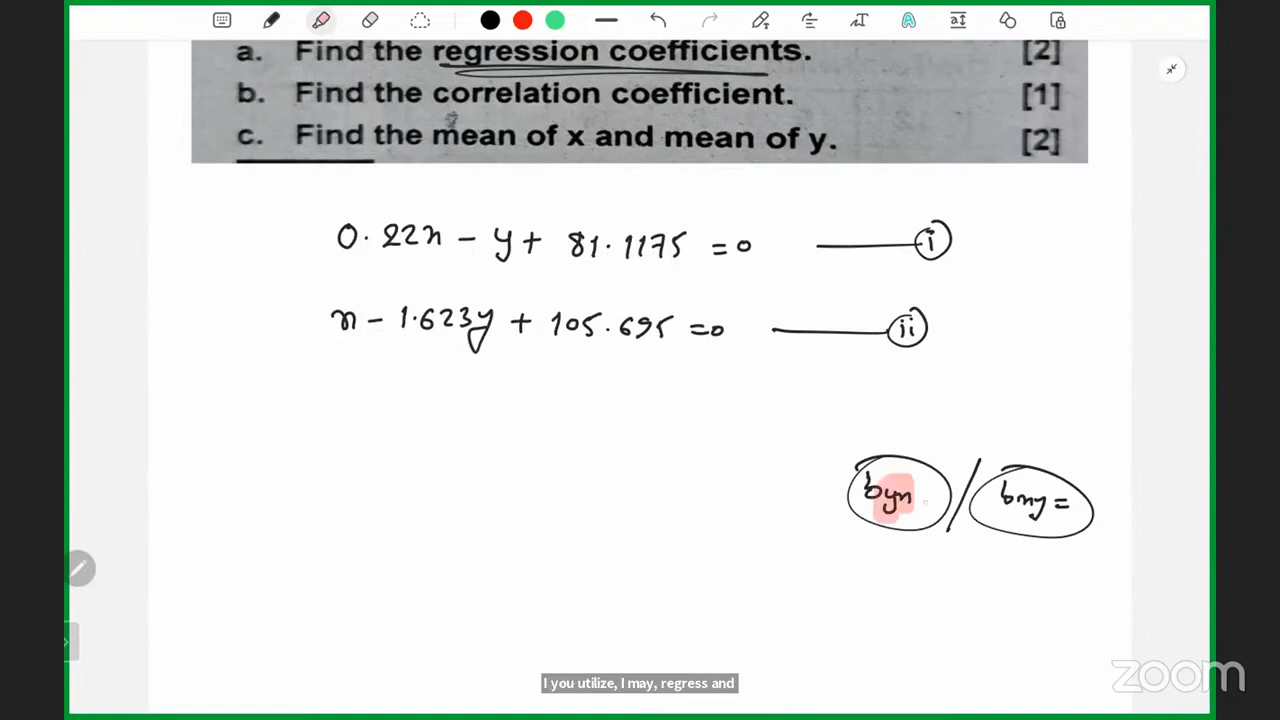 a. Find the regression coefficients. [2]
b. Find the correlation coefficient. [1]
c. Find the mean of x and mean of y. [2]
0.22x - y + 81.1175 = 0 ——— (i)
x - 1.623y + 105.695 = 0 ——— (ii)
byx / bxy =
I you utilize, I may, regress and
zoom